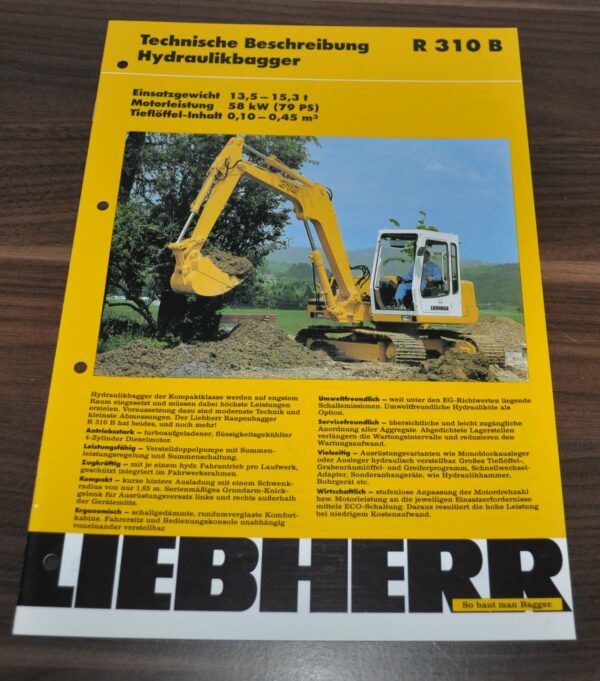 Technische Beschreibung R 310 B
Hydraulikbagger
Einsatzgewicht 13,5 – 15,3 t
Motorleistung 58 kW (79 PS)
Tieflöffel-Inhalt 0,10 – 0,45 m³
310
LIEBHERR
Hydraulikbagger der Kompaktklasse werden auf engstem
Raum eingesetzt und müssen dabei höchste Leistungen
erzielen. Voraussetzung dazu sind modernste Technik und
kleinste Abmessungen. Der Liebherr Raupenbagger
R 310 B hat beides, und noch mehr!
Antriebsstark – turboaufgeladener, flüssigkeitsgekühlter
4-Zylinder Dieselmotor.
Leistungsfähig – Verstelldoppelpumpe mit Summen-
leistungsregelung und Summenschaltung.
Zugkräftig – mit je einem hydr. Fahrantrieb pro Laufwerk,
geschützt integriert im Fahrwerksrahmen.
Kompakt – kurze hintere Ausladung mit einem Schwenk-
radius von nur 1,65 m. Serienmäßiges Grundarm-Knick-
gelenk für Ausrüstungsversatz links und rechts außerhalb
der Gerätemitte.
Ergonomisch – schallgedämmte, rundumverglaste Komfort-
kabine. Fahrersitz und Bedienungskonsole unabhängig
voneinander verstellbar.
Umweltfreundlich – weit unter den EG-Richtwerten liegende
Schallemissionen. Umweltfreundliche Hydrauliköle als
Option.
Servicefreundlich – übersichtliche und leicht zugängliche
Anordnung aller Aggregate. Abgedichtete Lagerstellen
verlängern die Wartungsintervalle und reduzieren den
Wartungsaufwand.
Vielseitig – Ausrüstungsvarianten wie Monoblockausleger
oder Ausleger hydraulisch verstellbar. Großes Tieflöffel-,
Grabenräumlöffel- und Greiferprogramm, Schnellwechsel-
Adapter, Sonderanbaugeräte, wie Hydraulikhammer,
Bohrgerät etc.
Wirtschaftlich – stufenlose Anpassung der Motordrehzahl
bzw. Motorleistung an die jeweiligen Einsatzerfordernisse
mittels ECO-Schaltung. Daraus resultiert die hohe Leistung
bei niedrigem Kostenaufwand.
LIEBHERR
So baut man Bagger.